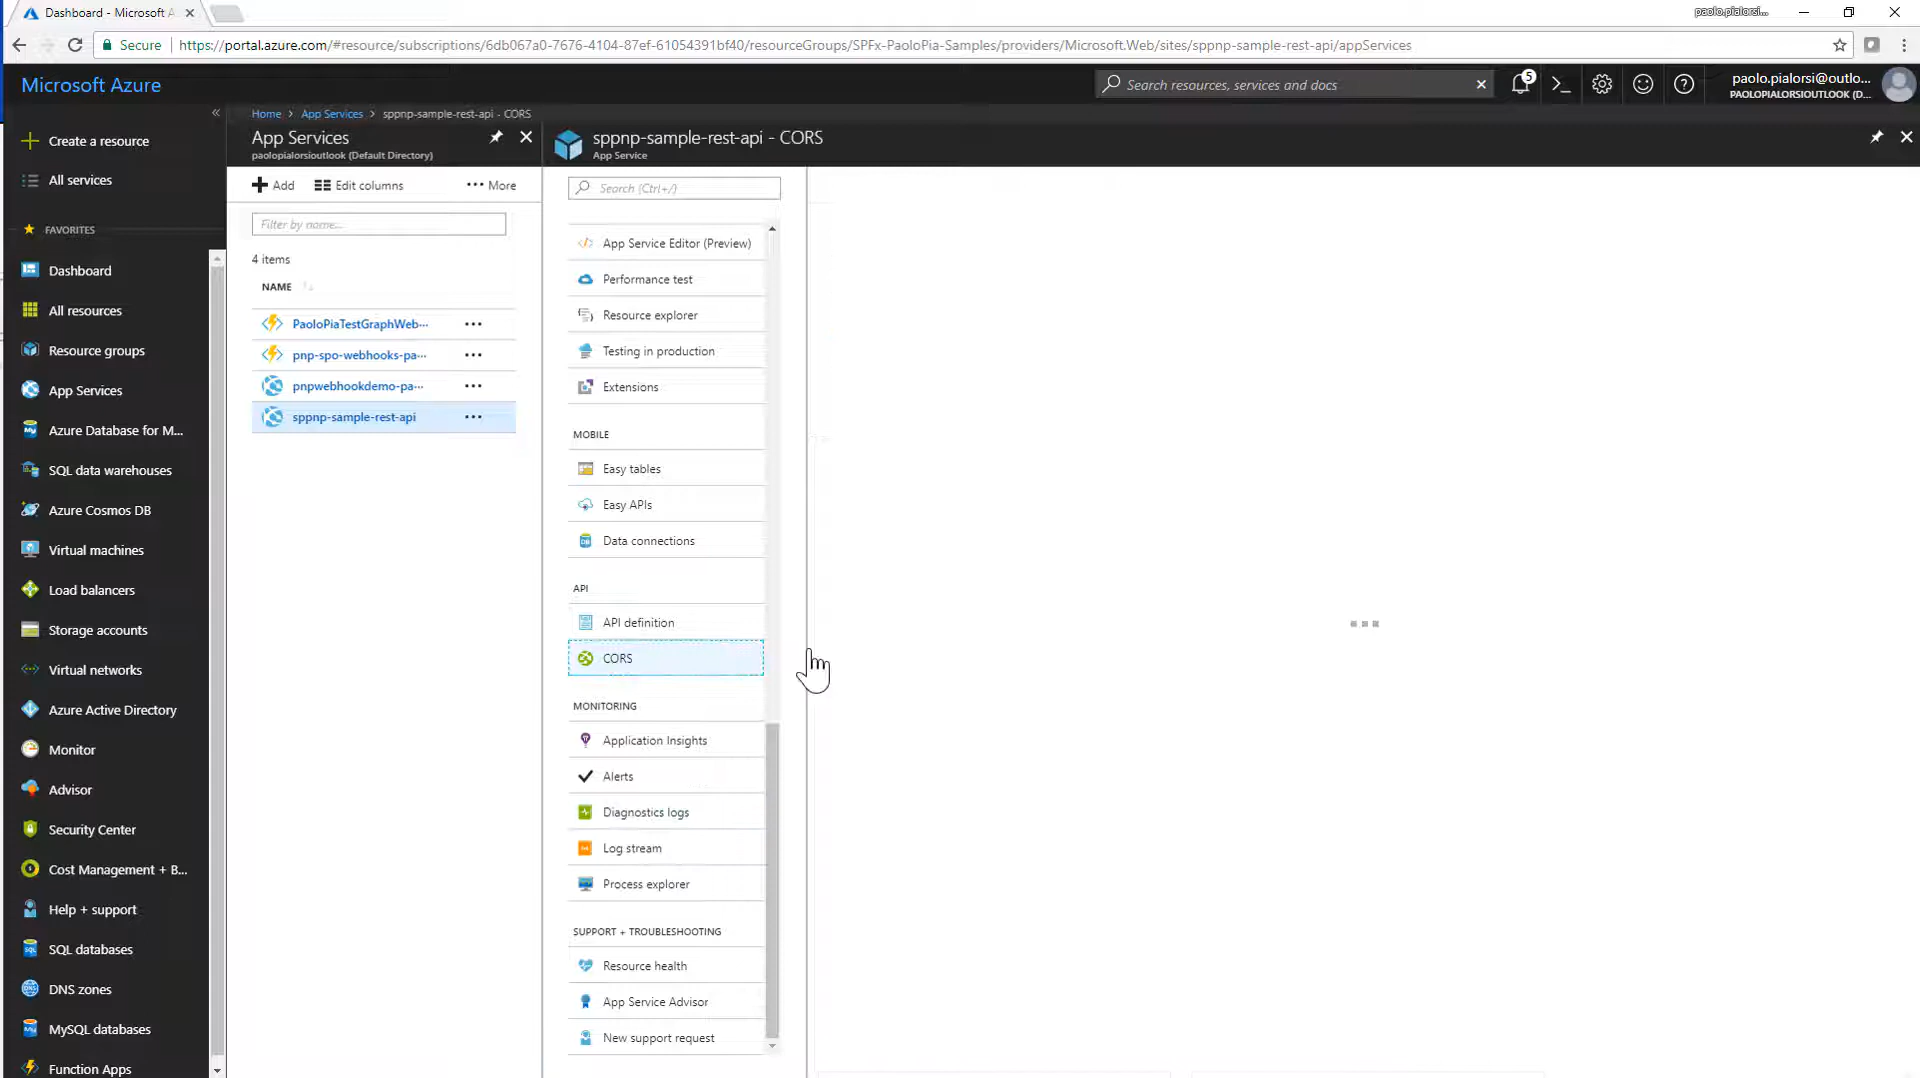 Dashboard - Microsoft A
paolo.pialorsi...
Secure
https://portal.azure.com/#resource/subscriptions/6db067a0-7676-4104-87ef-61054391bf40/resourceGroups/SPFx-PaoloPia-Samples/providers/Microsoft.Web/sites/sppnp-sample-rest-api/appServices
Microsoft Azure
Search resources, services and docs
5
paolo.pialorsi@outlo...
PAOLOPIALORSIOUTLOOK (D...
Home > App Services > sppnp-sample-rest-api - CORS
Create a resource
All services
FAVORITES
Dashboard
All resources
Resource groups
App Services
Azure Database for M...
SQL data warehouses
Azure Cosmos DB
Virtual machines
Load balancers
Storage accounts
Virtual networks
Azure Active Directory
Monitor
Advisor
Security Center
Cost Management + B...
Help + support
SQL databases
DNS zones
MySQL databases
Function Apps
App Services
paolopialorsioutlook (Default Directory)
Add
Edit columns
More
Filter by name...
4 items
NAME
PaoloPiaTestGraphWeb...
pnp-spo-webhooks-pa...
pnpwebhookdemo-pa...
sppnp-sample-rest-api
sppnp-sample-rest-api - CORS
App Service
Search (Ctrl+/)
App Service Editor (Preview)
Performance test
Resource explorer
Testing in production
Extensions
MOBILE
Easy tables
Easy APIs
Data connections
API
API definition
CORS
MONITORING
Application Insights
Alerts
Diagnostics logs
Log stream
Process explorer
SUPPORT + TROUBLESHOOTING
Resource health
App Service Advisor
New support request